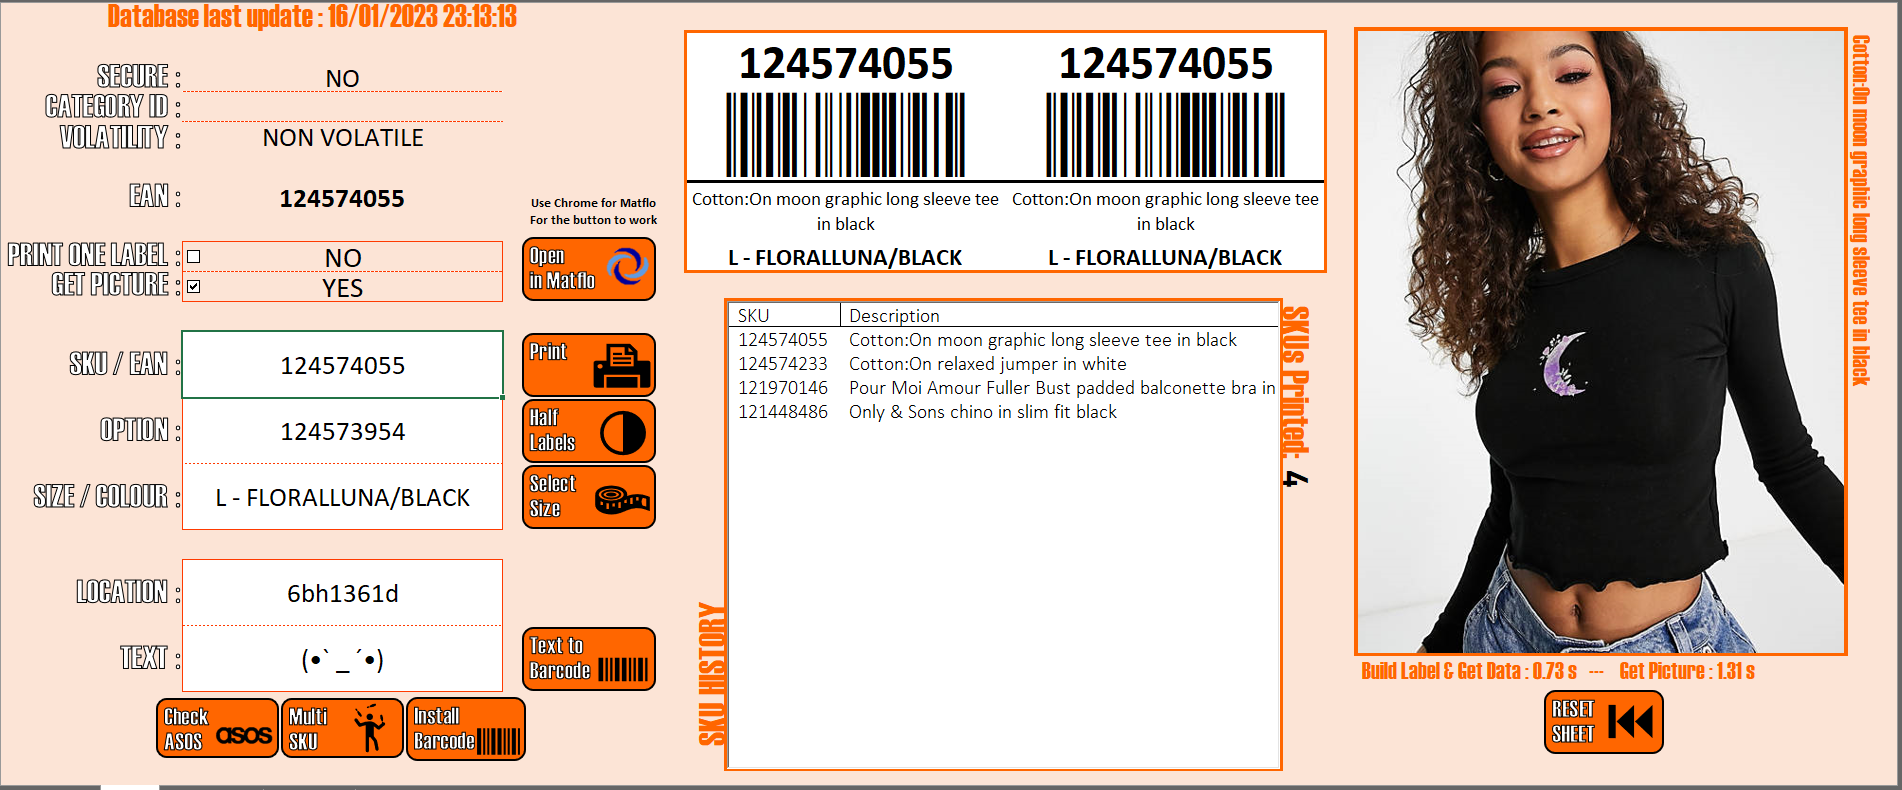 Database last update : 16/01/2023 23:13:13
SECURE : NO
CATEGORY ID :
VOLATILITY : NON VOLATILE
EAN : 124574055
Use Chrome for Matflo
For the button to work
PRINT ONE LABEL : NO
GET PICTURE : YES
Open
in Matflo
SKU / EAN : 124574055
Print
OPTION : 124573954
Half
Labels
SIZE / COLOUR : L - FLORALLUNA/BLACK
Select
Size
LOCATION : 6bh1361d
TEXT : (•` _ ´•)
Text to
Barcode
Check
ASOS
asos
Multi
SKU
Install
Barcode
124574055
Cotton:On moon graphic long sleeve tee
in black
L - FLORALLUNA/BLACK
124574055
Cotton:On moon graphic long sleeve tee
in black
L - FLORALLUNA/BLACK
SKU HISTORY
SKU Description
124574055 Cotton:On moon graphic long sleeve tee in black
124574233 Cotton:On relaxed jumper in white
121970146 Pour Moi Amour Fuller Bust padded balconette bra in
121448486 Only & Sons chino in slim fit black
SKUs Printed: 4
Cotton:On moon graphic long sleeve tee in black
Build Label & Get Data : 0.73 s --- Get Picture : 1.31 s
RESET
SHEET